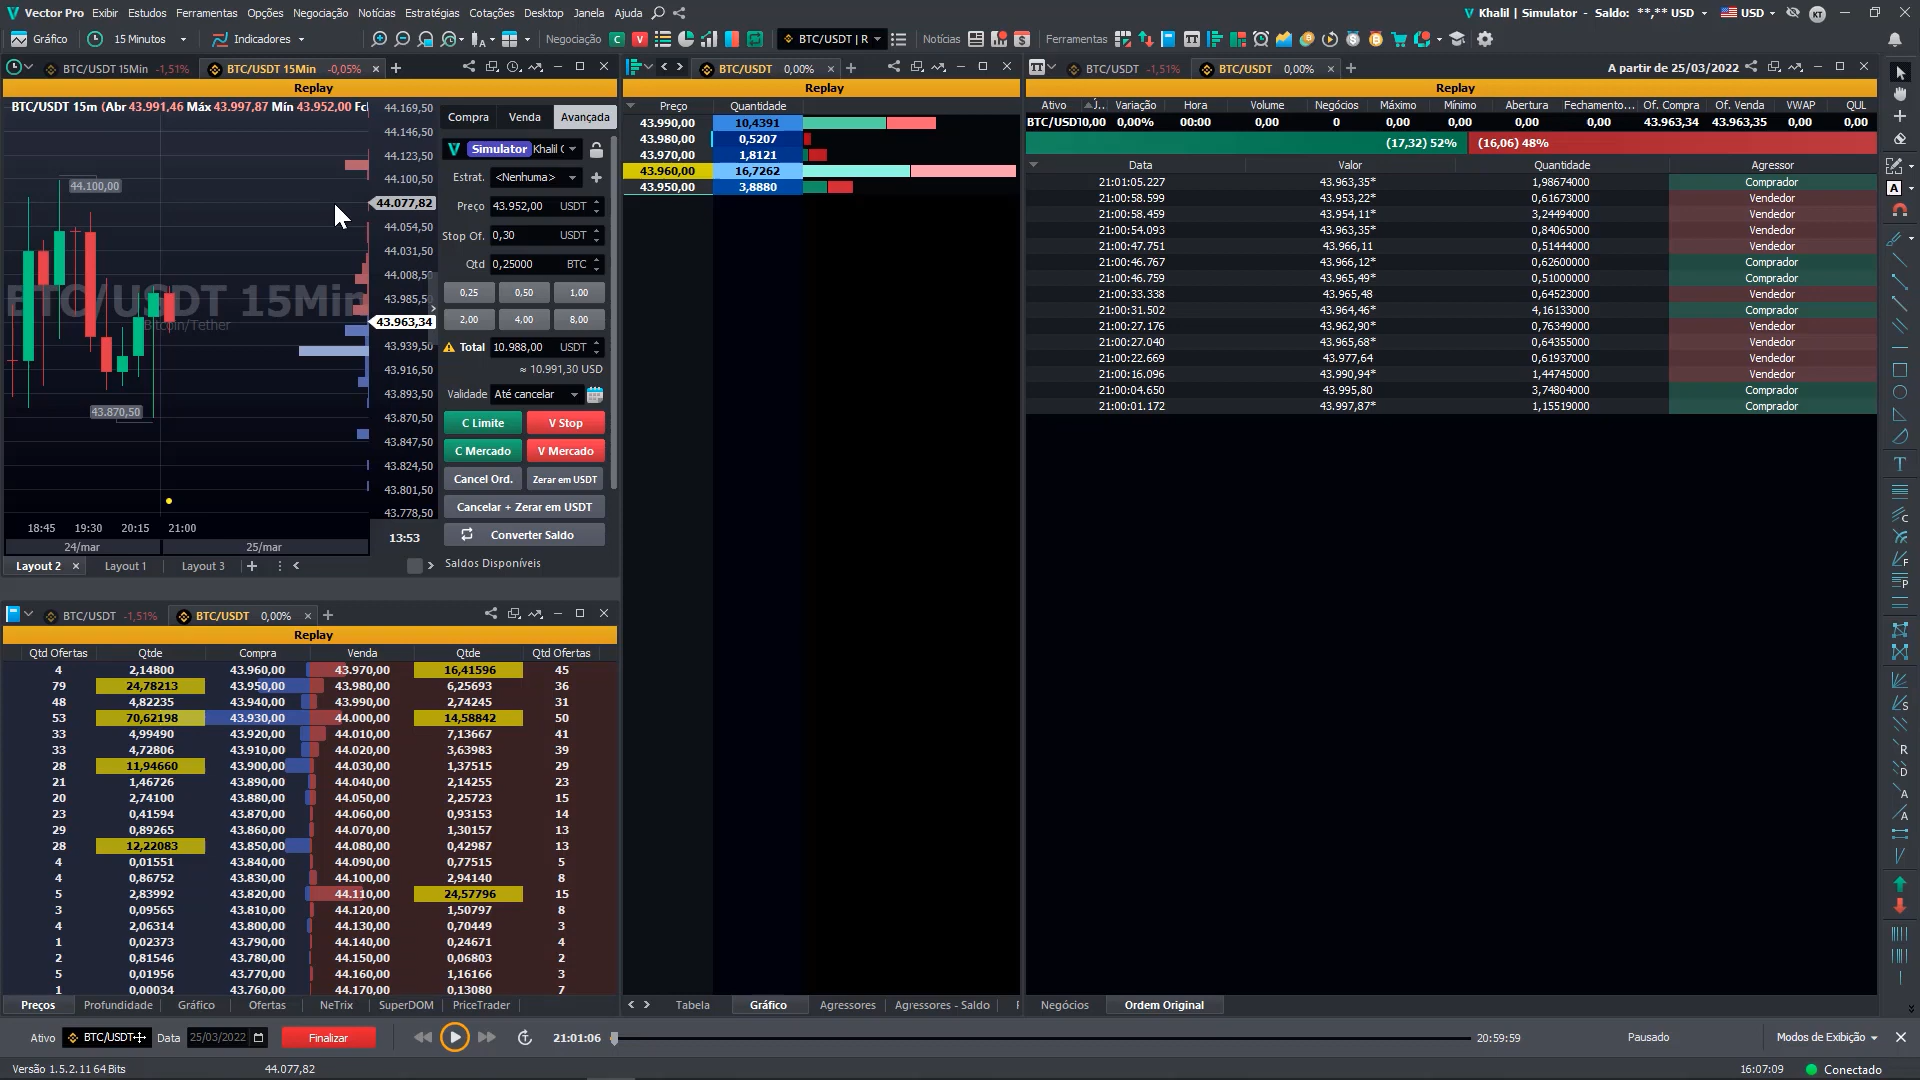 Vector Pro Exibir Estudos Ferramentas Opções Negociação Notícias Estratégias Cotações Desktop Janela Ajuda
Khalil | Simulator - Saldo: **,** USD USD KT
Gráfico 15 Minutos Indicadores Negociação C V BTC/USDT | R Notícias Ferramentas
BTC/USDT 15Min -1,51% BTC/USDT 15Min -0,05%
Replay
BTC/USDT 15m (Abr 43.991,46 Máx 43.997,87 Mín 43.952,00
44.169,50
44.146,50
44.123,50
44.100,50
44.077,82
44.054,50
44.031,50
44.008,50
43.985,50
43.963,34
43.939,50
43.916,50
43.893,50
43.870,50
43.847,50
43.824,50
43.801,50
43.778,50
44.100,00
BTC/USDT 15Min
Bitcoin/Tether
43.870,50
18:45 19:30 20:15 21:00
24/mar 25/mar
13:53
Layout 2 Layout 1 Layout 3
Compra Venda Avançada
Simulator Khalil
Estrat. <Nenhuma>
Preço 43.952,00 USDT
Stop Of. 0,30 USDT
Qtd 0,25000 BTC
0,25 0,50 1,00
2,00 4,00 8,00
Total 10.988,00 USDT
≈ 10.991,30 USD
Validade Até cancelar
C Limite V Stop
C Mercado V Mercado
Cancel Ord. Zerar em USDT
Cancelar + Zerar em USDT
Converter Saldo
Saldos Disponíveis
BTC/USDT 0,00%
Replay
Preço Quantidade
43.990,00 10,4391
43.980,00 0,5207
43.970,00 1,8121
43.960,00 16,7262
43.950,00 3,8880
Tabela Gráfico Agressores Agressores - Saldo
BTC/USDT -1,51% BTC/USDT 0,00% A partir de 25/03/2022
Replay
Ativo Variação Hora Volume Negócios Máximo Mínimo Abertura Fechamento... Of. Compra Of. Venda VWAP QUL
BTC/USD10,00 0,00% 00:00 0,00 0 0,00 0,00 0,00 0,00 43.963,34 43.963,35 0,00 0,00
(17,32) 52% (16,06) 48%
Data Valor Quantidade Agressor
21:01:05.227 43.963,35* 1,98674000 Comprador
21:00:58.599 43.953,22* 0,61673000 Vendedor
21:00:58.459 43.954,11* 3,24494000 Vendedor
21:00:54.093 43.963,35* 0,84065000 Vendedor
21:00:47.751 43.966,11 0,51444000 Vendedor
21:00:46.767 43.966,12* 0,62600000 Comprador
21:00:46.759 43.965,49* 0,51000000 Comprador
21:00:33.338 43.965,48 0,64523000 Vendedor
21:00:31.502 43.964,46* 4,16133000 Comprador
21:00:27.176 43.962,90* 0,76349000 Vendedor
21:00:27.040 43.965,68* 0,64355000 Vendedor
21:00:22.669 43.977,64 0,61937000 Vendedor
21:00:16.096 43.990,94* 1,44745000 Vendedor
21:00:04.650 43.995,80 3,74804000 Comprador
21:00:01.172 43.997,87* 1,15519000 Comprador
Negócios Ordem Original
BTC/USDT -1,51% BTC/USDT 0,00%
Replay
Qtd Ofertas Qtde Compra Venda Qtde Qtd Ofertas
4 2,14800 43.960,00 43.970,00 16,41596 45
79 24,78213 43.950,00 43.980,00 6,25693 36
48 4,82235 43.940,00 43.990,00 2,74245 31
53 70,62198 43.930,00 44.000,00 14,58842 50
33 4,99490 43.920,00 44.010,00 7,13667 41
33 4,72806 43.910,00 44.020,00 3,63983 39
28 11,94660 43.900,00 44.030,00 1,37515 29
21 1,46726 43.890,00 44.040,00 2,14255 23
20 2,74100 43.880,00 44.050,00 2,25723 15
23 0,41594 43.870,00 44.060,00 0,93153 14
29 0,89265 43.860,00 44.070,00 1,30157 13
28 12,22083 43.850,00 44.080,00 0,42987 13
4 0,01551 43.840,00 44.090,00 0,77515 5
4 0,86752 43.830,00 44.100,00 2,94140 8
5 2,83992 43.820,00 44.110,00 24,57796 15
3 0,09565 43.810,00 44.120,00 1,50797 8
4 2,06314 43.800,00 44.130,00 0,70449 3
1 0,02373 43.790,00 44.140,00 0,24671 4
2 0,81546 43.780,00 44.150,00 0,06803 2
5 0,01956 43.770,00 44.160,00 1,16166 3
1 0,00034 43.760,00 44.170,00 0,13080 7
Preços Profundidade Gráfico Ofertas NeTrix SuperDOM PriceTrader
Ativo BTC/USDT Data 25/03/2022 Finalizar 21:01:06 20:59:59 Pausado Modos de Exibição
Versão 1.5.2.11 64 Bits 44.077,82 16:07:09 Conectado